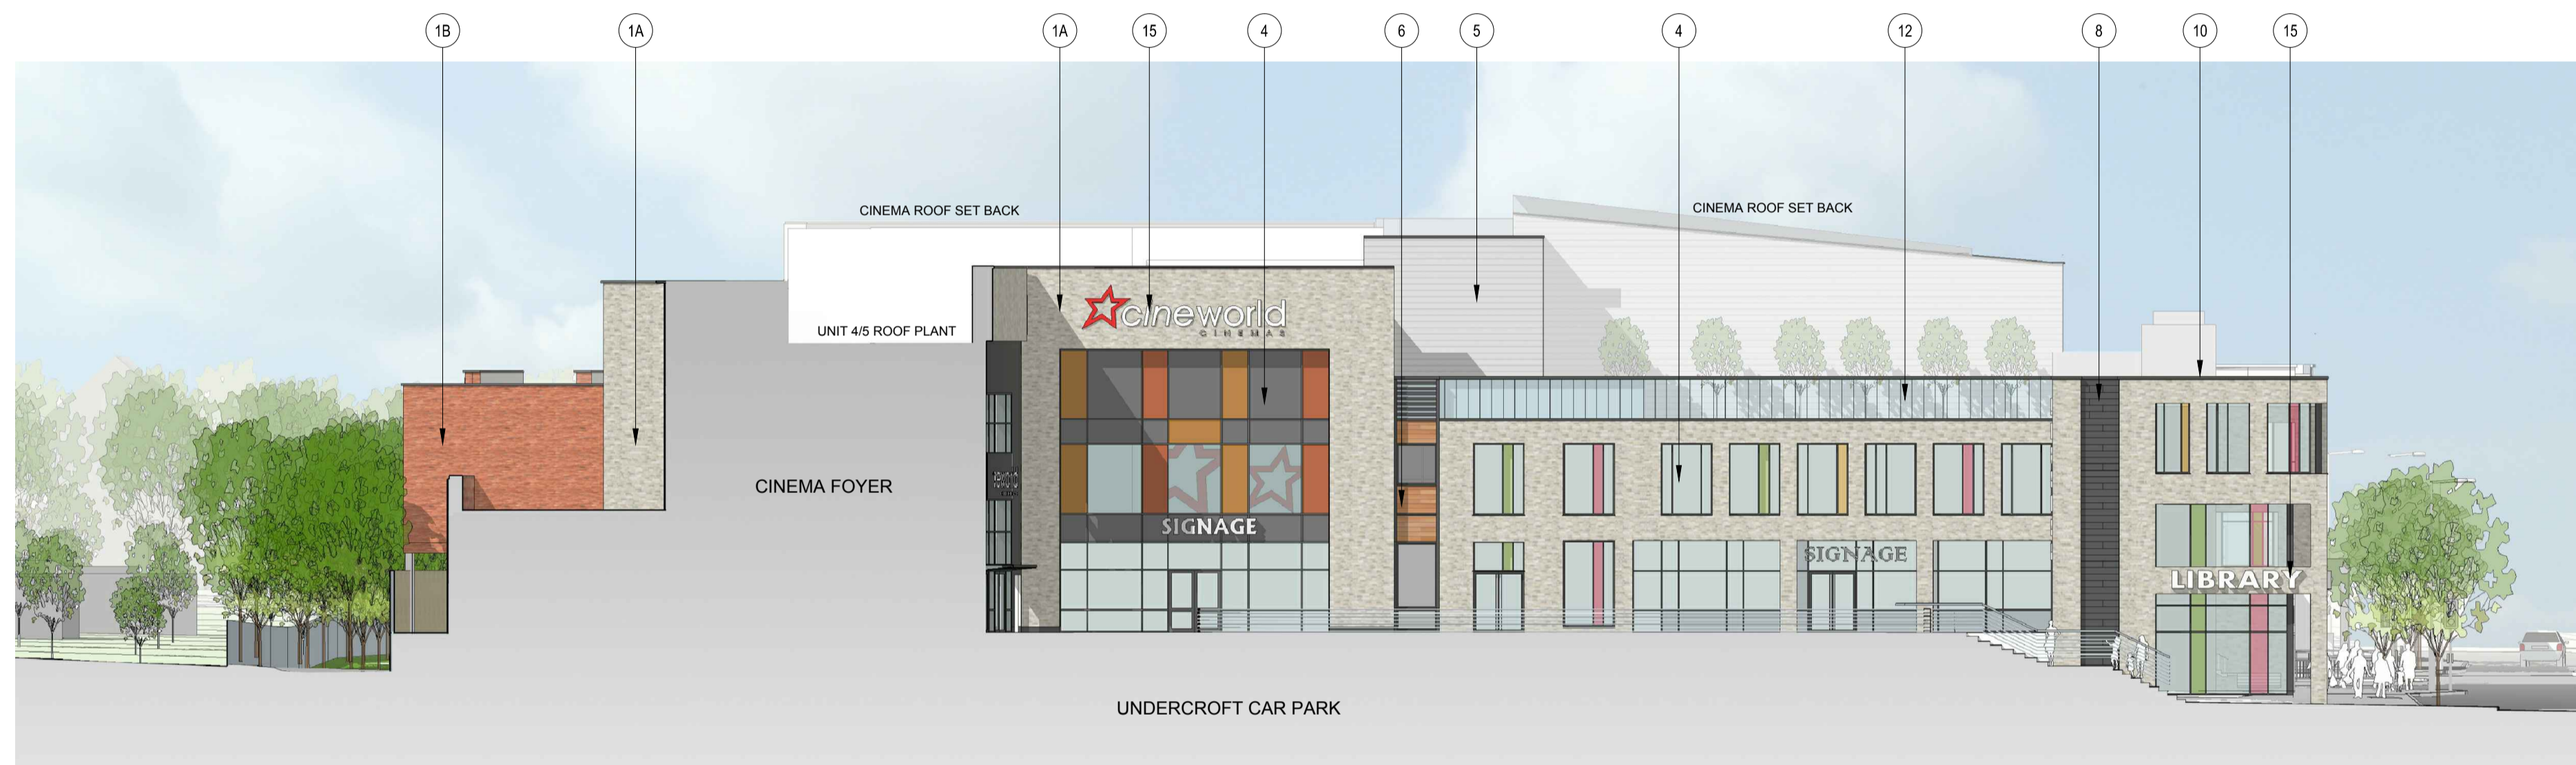 1B
1A
1A
15
4
6
5
4
12
8
10
15
CINEMA ROOF SET BACK
CINEMA ROOF SET BACK
UNIT 4/5 ROOF PLANT
cineworld
CINEMAS
CINEMA FOYER
SIGNAGE
SIGNAGE
LIBRARY
UNDERCROFT CAR PARK